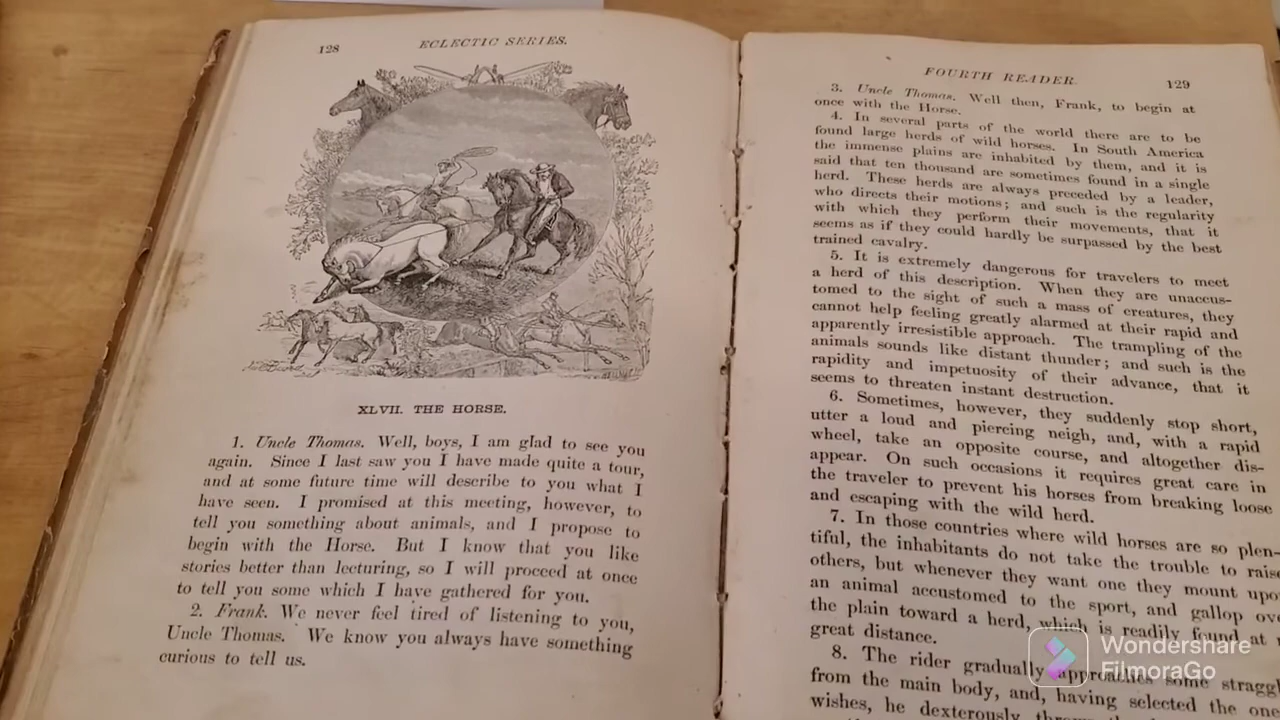 128
ECLECTIC SERIES.
XLVII. THE HORSE.
1. Uncle Thomas. Well, boys, I am glad to see you
again. Since I last saw you I have made quite a tour,
and at some future time will describe to you what I
have seen. I promised at this meeting, however, to
tell you something about animals, and I propose to
begin with the Horse. But I know that you like
stories better than lecturing, so I will proceed at once
to tell you some which I have gathered for you.
2. Frank. We never feel tired of listening to you,
Uncle Thomas. We know you always have something
curious to tell us.
FOURTH READER.
129
3. Uncle Thomas. Well then, Frank, to begin at
once with the Horse.
4. In several parts of the world there are to be
found large herds of wild horses. In South America
the immense plains are inhabited by them, and it is
said that ten thousand are sometimes found in a single
herd. These herds are always preceded by a leader,
who directs their motions; and such is the regularity
with which they perform their movements, that it
seems as if they could hardly be surpassed by the best
trained cavalry.
5. It is extremely dangerous for travelers to meet
a herd of this description. When they are unaccus-
tomed to the sight of such a mass of creatures, they
cannot help feeling greatly alarmed at their rapid and
apparently irresistible approach. The trampling of the
animals sounds like distant thunder; and such is the
rapidity and impetuosity of their advance, that it
seems to threaten instant destruction.
6. Sometimes, however, they suddenly stop short,
utter a loud and piercing neigh, and, with a rapid
wheel, take an opposite course, and altogether dis-
appear. On such occasions it requires great care in
the traveler to prevent his horses from breaking loose
and escaping with the wild herd.
7. In those countries where wild horses are so plen-
tiful, the inhabitants do not take the trouble to raise
others, but whenever they want one they mount upo
an animal accustomed to the sport, and gallop ove
the plain toward a herd, which is readily found at
great distance.
8. The rider gradually approaches some straggl
from the main body, and, having selected the one
wishes, he dexterously
Wondershare
FilmoraGo